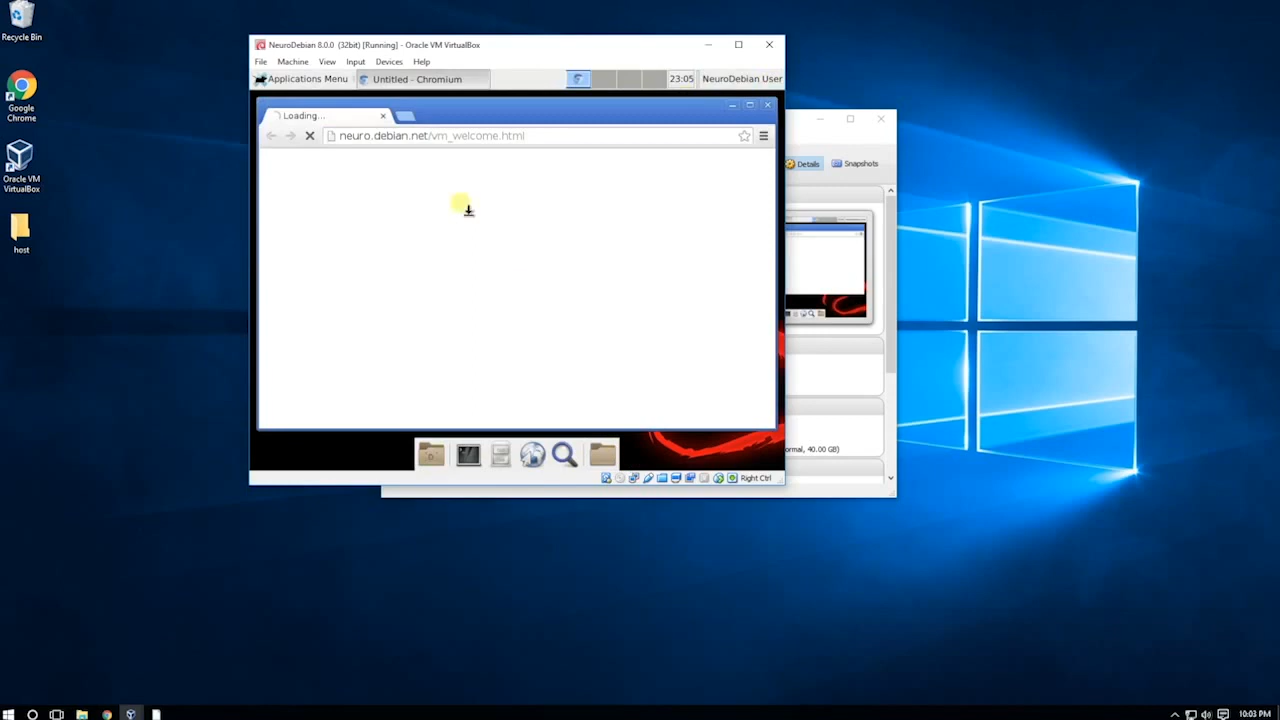 Recycle Bin
Google
Chrome
Oracle VM
VirtualBox
host
NeuroDebian 8.0.0 (32bit) [Running] - Oracle VM VirtualBox
File Machine View Input Devices Help
Applications Menu Untitled - Chromium 23:05 NeuroDebian User
Loading...
neuro.debian.net/vm_welcome.html
Details Snapshots
ormal, 40.00 GB)
Right Ctrl
10:03 PM